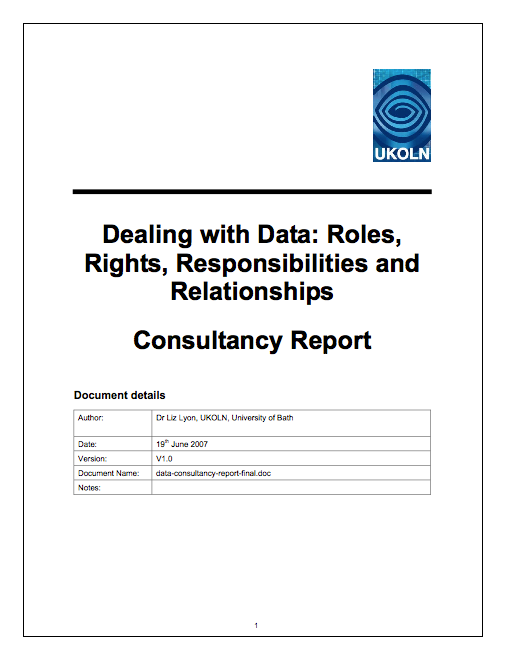 UKOLN
Dealing with Data: Roles,
Rights, Responsibilities and
Relationships
Consultancy Report
Document details
Author: Dr Liz Lyon, UKOLN, University of Bath
Date: 19th June 2007
Version: V1.0
Document Name: data-consultancy-report-final.doc
Notes:
1